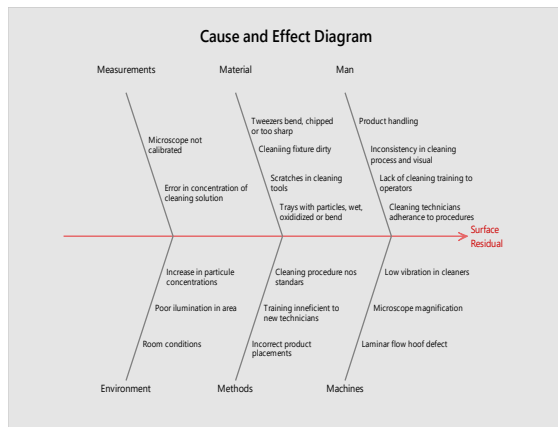 Cause and Effect Diagram
Measurements
Material
Man
Microscope not
calibrated
Error in concentration of
cleaning solution
Tweezers bend, chipped
or too sharp
Cleaniing fixture dirty
Scratches in cleaning
tools
Trays with particles, wet,
oxididized or bend
Product handling
Inconsistency in cleaning
process and visual
Lack of cleaning training to
operators
Cleaning technicians
adherance to procedures
Surface
Residual
Increase in particule
concentrations
Poor ilumination in area
Room conditions
Cleaning procedure nos
standars
Training inneficient to
new technicians
Incorrect product
placements
Low vibration in cleaners
Microscope magnification
Laminar flow hoof defect
Environment
Methods
Machines